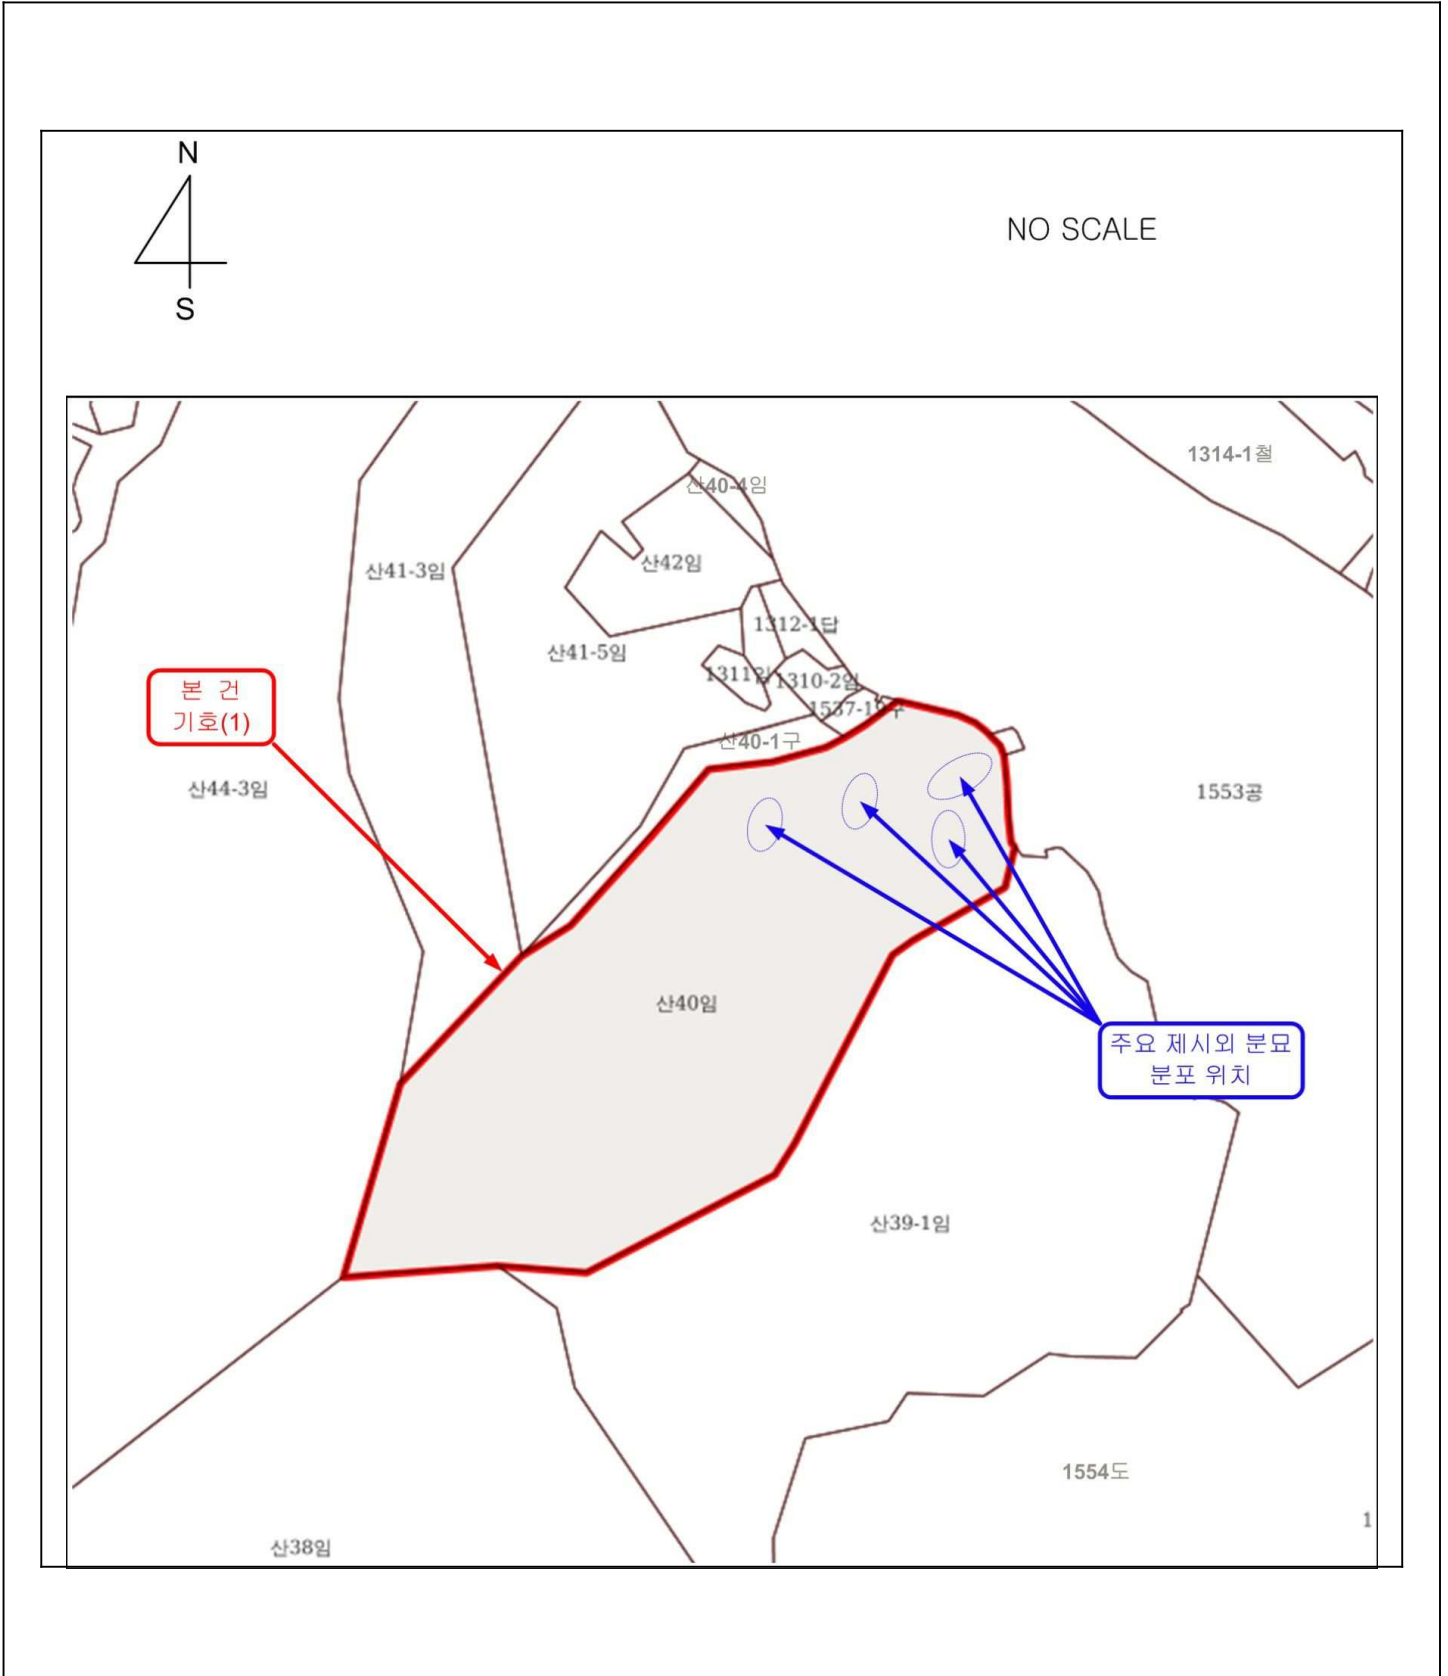 N
NO SCALE
S
1314-1철
산40-4임
산42임
산41-3임
1312-1답
산41-5임
1311임
1310-2임
본 건
기호(1)
1537-19구
산40-1구
산44-3임
1553공
산40임
주요 제시외 분묘
분포 위치
산39-1임
1554도
1
산38임